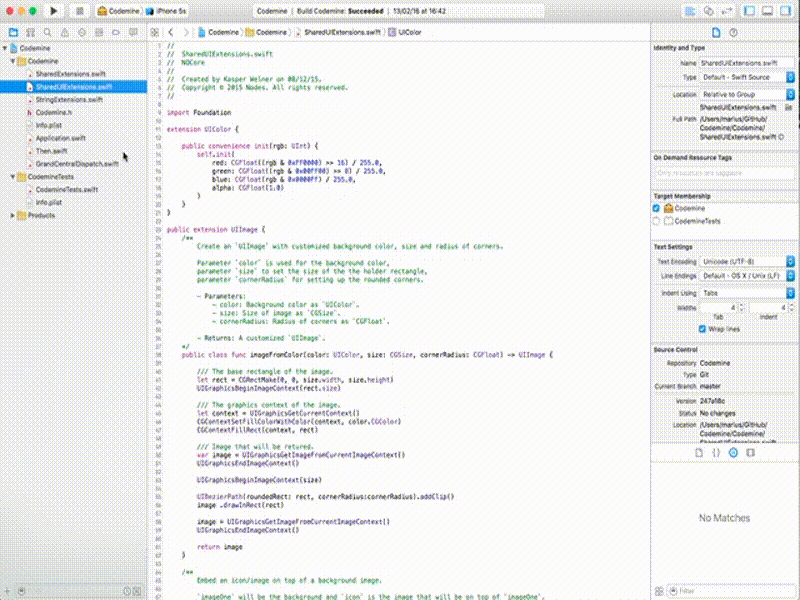 Codemine
iPhone 5s
Codemine | Build Codemine: Succeeded | 13/02/16 at 16:42
Codemine
Codemine
SharedUIExtensions.swift
UIColor
Codemine
Codemine
SharedExtensions.swift
SharedUIExtensions.swift
StringExtensions.swift
Codemine.h
Info.plist
Application.swift
Then.swift
GrandCentralDispatch.swift
CodemineTests
CodemineTests.swift
Info.plist
Products
//
// SharedUIExtensions.swift
// NOCore
//
// Created by Kasper Welner on 08/12/15.
// Copyright © 2015 Nodes. All rights reserved.
//
import Foundation
extension UIColor {
public convenience init(rgb: UInt) {
self.init(
red: CGFloat((rgb & 0xFF0000) >> 16) / 255.0,
green: CGFloat((rgb & 0x00FF00) >> 8) / 255.0,
blue: CGFloat(rgb & 0x0000FF) / 255.0,
alpha: CGFloat(1.0)
)
}
}
public extension UIImage {
/**
Create an `UIImage` with customized background color, size and radius of corners.
Parameter `color` is used for the background color,
parameter `size` to set the size of the the holder rectangle,
parameter `cornerRadius` for setting up the rounded corners.
- Parameters:
- color: Background color as `UIColor`.
- size: Size of image as `CGSize`.
- cornerRadius: Radius of corners as `CGFloat`.
- Returns: A customized `UIImage`.
*/
public class func imageFromColor(color: UIColor, size: CGSize, cornerRadius: CGFloat) -> UIImage {
/// The base rectangle of the image.
let rect = CGRectMake(0, 0, size.width, size.height)
UIGraphicsBeginImageContext(rect.size)
/// The graphics context of the image.
let context = UIGraphicsGetCurrentContext()
CGContextSetFillColorWithColor(context, color.CGColor)
CGContextFillRect(context, rect)
/// Image that will be retured.
var image = UIGraphicsGetImageFromCurrentImageContext()
UIGraphicsEndImageContext()
UIGraphicsBeginImageContext(size)
UIBezierPath(roundedRect: rect, cornerRadius:cornerRadius).addClip()
image .drawInRect(rect)
image = UIGraphicsGetImageFromCurrentImageContext()
UIGraphicsEndImageContext()
return image
}
/**
Embed an icon/image on top of a background image.
`imageOne` will be the background and `icon` is the image that will be on top of `imageOne`.
Identity and Type
Name SharedUIExtensions.swift
Type Default - Swift Source
Location Relative to Group
SharedUIExtensions.swift
Full Path /Users/marius/GitHub/
Codemine/Codemine/
SharedUIExtensions.swift
On Demand Resource Tags
Only resources are taggable
Target Membership
Codemine
CodemineTests
Text Settings
Text Encoding Unicode (UTF-8)
Line Endings Default - OS X / Unix (LF)
Indent Using Tabs
Widths 4 4
Tab Indent
Wrap lines
Source Control
Repository Codemine
Type Git
Current Branch master
Version 247a18c
Status No changes
Location /Users/marius/GitHub/
Codemine/Codemine/
SharedUIExtensions.swift
No Matches
Filter